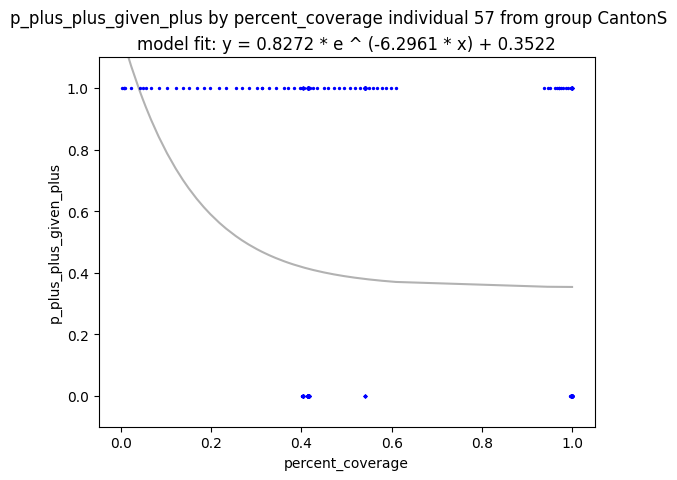 p_plus_plus_given_plus by percent_coverage individual 57 from group CantonS
model fit: y = 0.8272 * e ^ (-6.2961 * x) + 0.3522
1.0
0.8
0.6
0.4
0.2
0.0
p_plus_plus_given_plus
0.0 0.2 0.4 0.6 0.8 1.0
percent_coverage